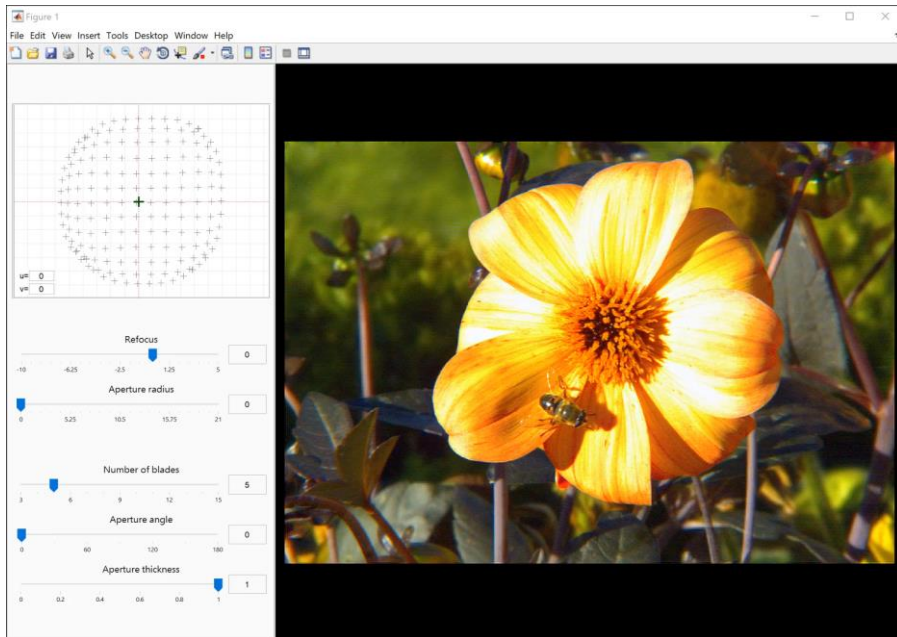 Figure 1
File Edit View Insert Tools Desktop Window Help
u= 0
v= 0
Refocus
0
-10 -6.25 -2.5 1.25 5
Aperture radius
0
0 5.25 10.5 15.75 21
Number of blades
5
3 6 9 12 15
Aperture angle
0
0 60 120 180
Aperture thickness
1
0 0.2 0.4 0.6 0.8 1